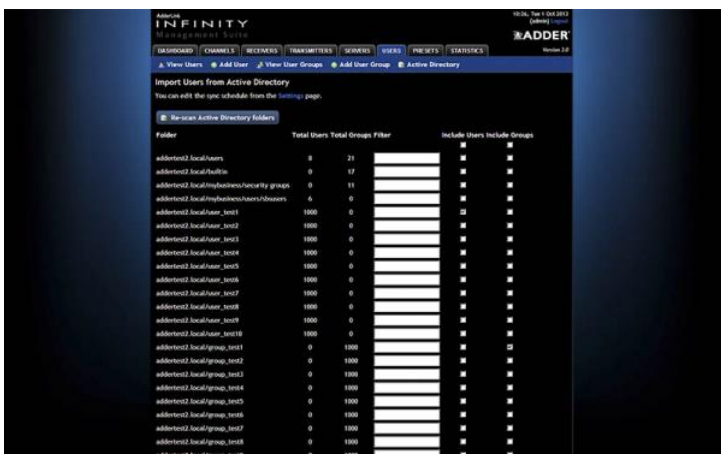 AdderLink
10:36, Tue 1 Oct 2013
INFINITY
(admin) Logout
Management Suite
ADDER
DASHBOARD CHANNELS RECEIVERS TRANSMITTERS SERVERS USERS PRESETS STATISTICS
Version 3.0
View Users Add User View User Groups Add User Group Active Directory
Import Users from Active Directory
You can edit the sync schedule from the Settings page.
Re-scan Active Directory folders
Folder Total Users Total Groups Filter Include Users Include Groups
addertest2.local/users 8 21
addertest2.local/builtin 0 17
addertest2.local/mybusiness/security groups 0 11
addertest2.local/mybusiness/users/sbsusers 6 0
addertest2.local/user_test1 1000 0
addertest2.local/user_test2 1000 0
addertest2.local/user_test3 1000 0
addertest2.local/user_test4 1000 0
addertest2.local/user_test5 1000 0
addertest2.local/user_test6 1000 0
addertest2.local/user_test7 1000 0
addertest2.local/user_test8 1000 0
addertest2.local/user_test9 1000 0
addertest2.local/user_test10 1000 0
addertest2.local/group_test1 0 1000
addertest2.local/group_test2 0 1000
addertest2.local/group_test3 0 1000
addertest2.local/group_test4 0 1000
addertest2.local/group_test5 0 1000
addertest2.local/group_test6 0 1000
addertest2.local/group_test7 0 1000
addertest2.local/group_test8 0 1000